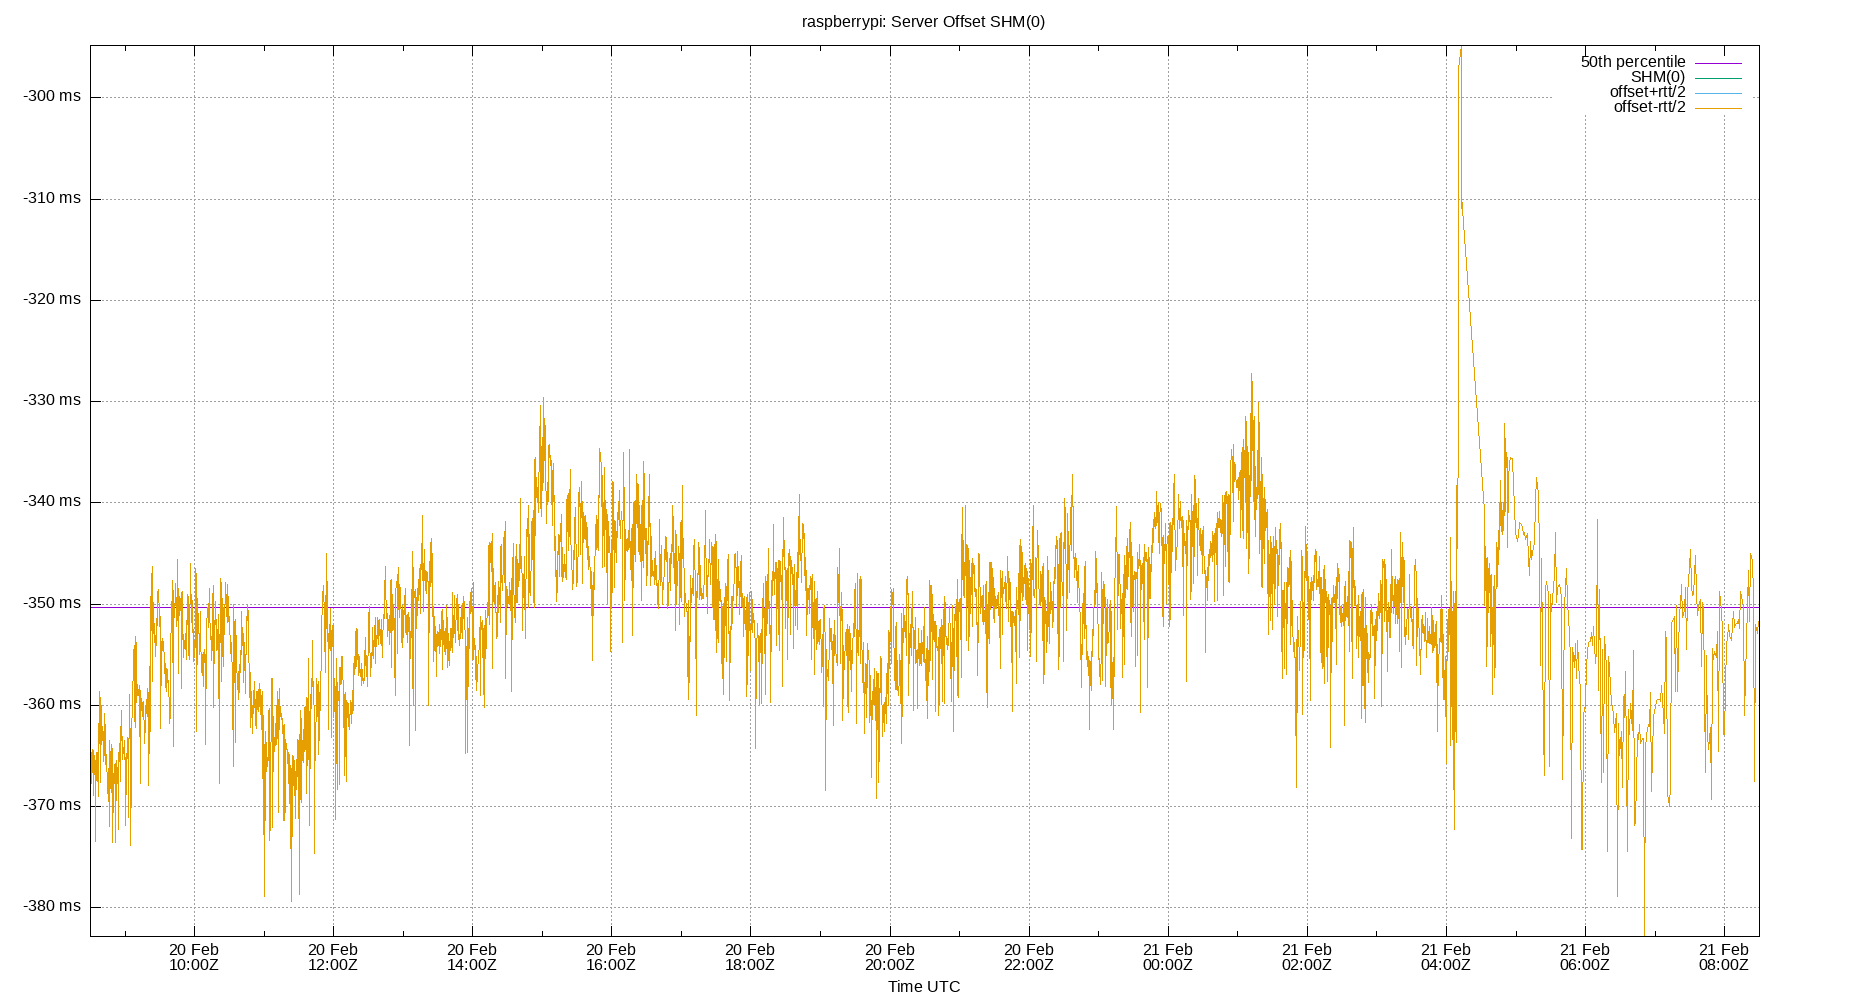 raspberrypi: Server Offset SHM(0)
50th percentile
SHM(0)
offset+rtt/2
offset-rtt/2
-300 ms
-310 ms
-320 ms
-330 ms
-340 ms
-350 ms
-360 ms
-370 ms
-380 ms
20 Feb 20 Feb 20 Feb 20 Feb 20 Feb 20 Feb 20 Feb 21 Feb 21 Feb 21 Feb 21 Feb 21 Feb
10:00Z 12:00Z 14:00Z 16:00Z 18:00Z 20:00Z 22:00Z 00:00Z 02:00Z 04:00Z 06:00Z 08:00Z
Time UTC